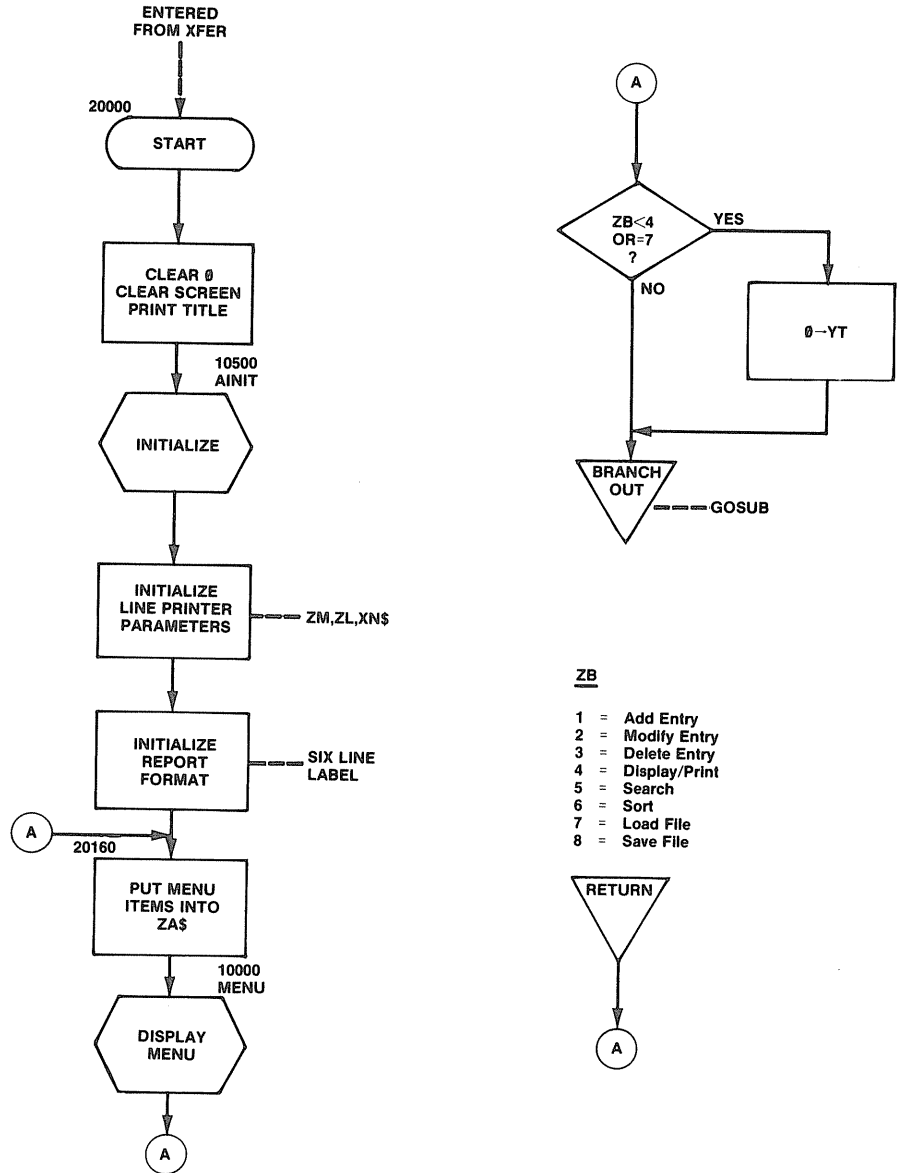 ENTERED
FROM XFER
20000
START
CLEAR 0
CLEAR SCREEN
PRINT TITLE
10500
AINIT
INITIALIZE
INITIALIZE
LINE PRINTER
PARAMETERS
ZM,ZL,XN$
INITIALIZE
REPORT
FORMAT
SIX LINE
LABEL
A
20160
PUT MENU
ITEMS INTO
ZA$
10000
MENU
DISPLAY
MENU
A
A
ZB<4
OR=7
?
YES
NO
0→YT
BRANCH
OUT
GOSUB
ZB
1 = Add Entry
2 = Modify Entry
3 = Delete Entry
4 = Display/Print
5 = Search
6 = Sort
7 = Load File
8 = Save File
RETURN
A